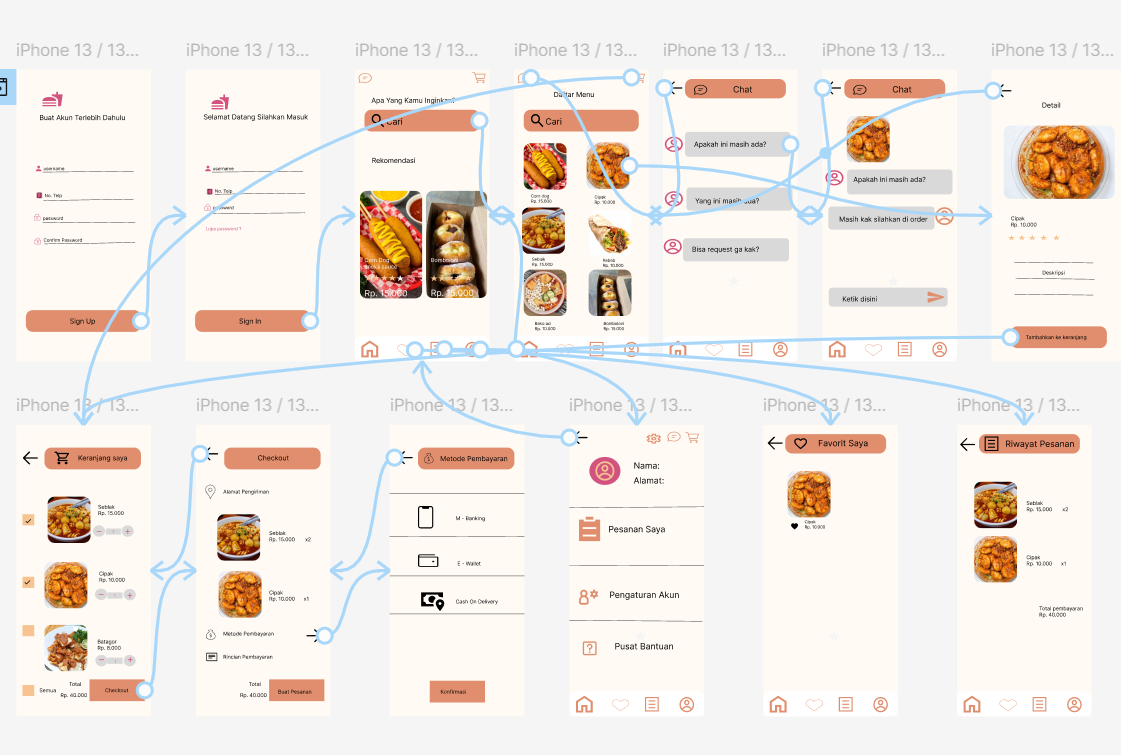 iPhone 13 / 13...
Buat Akun Terlebih Dahulu
username
No. Telp
password
Confirm Password
Sign Up
iPhone 13 / 13...
Selamat Datang Silahkan Masuk
username
No. Telp
password
Lupa password ?
Sign In
iPhone 13 / 13...
Apa Yang Kamu Inginkan?
Cari
Rekomendasi
Corn Dog
Rp. 15.000
Bomboloni
Rp. 15.000
iPhone 13 / 13...
Daftar Menu
Cari
Corn dog
Rp. 15.000
Cipak
Rp. 10.000
Seblak
Rp. 15.000
Kebab
Rp. 10.000
Rp. 10.000
Bomboloni
Rp. 15.000
iPhone 13 / 13...
Chat
Apakah ini masih ada?
Yang ini masih ada?
Bisa request ga kak?
iPhone 13 / 13...
Chat
Apakah ini masih ada?
Masih kak silahkan di order
Ketik disini
iPhone 13 / 13...
Detail
Cipak
Rp. 10.000
Deskripsi
Tambahkan ke keranjang
iPhone 13 / 13...
Keranjang saya
Seblak
Rp. 15.000
Cipak
Rp. 10.000
Batagor
Rp. 8.000
Semua
Total
Rp. 40.000
Checkout
iPhone 13 / 13...
Checkout
Alamat Pengiriman
Seblak
Rp. 15.000 x2
Cipak
Rp. 10.000 x1
Metode Pembayaran
Rincian Pembayaran
Total
Rp. 40.000
Buat Pesanan
iPhone 13 / 13...
Metode Pembayaran
M - Banking
E - Wallet
Cash On Delivery
Konfirmasi
iPhone 13 / 13...
Nama:
Alamat:
Pesanan Saya
Pengaturan Akun
Pusat Bantuan
iPhone 13 / 13...
Favorit Saya
Cipak
Rp. 10.000
iPhone 13 / 13...
Riwayat Pesanan
Seblak
Rp. 15.000 x2
Cipak
Rp. 10.000 x1
Total pembayaran
Rp. 40.000